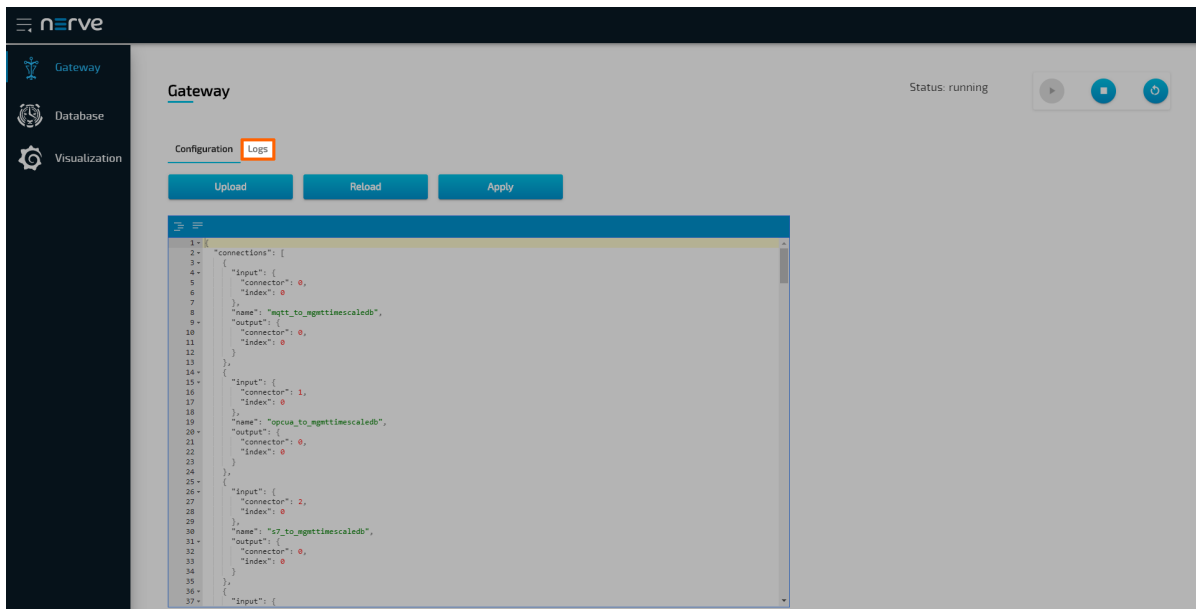 nerve
Gateway
Database
Visualization
Gateway
Status: running
Configuration Logs
Upload Reload Apply
1 {
2 "connections": [
3 {
4 "input": {
5 "connector": 0,
6 "index": 0
7 },
8 "name": "mqtt_to_mgmttimescaledb",
9 "output": {
10 "connector": 0,
11 "index": 0
12 }
13 },
14 {
15 "input": {
16 "connector": 1,
17 "index": 0
18 },
19 "name": "opcua_to_mgmttimescaledb",
20 "output": {
21 "connector": 0,
22 "index": 0
23 }
24 },
25 {
26 "input": {
27 "connector": 2,
28 "index": 0
29 },
30 "name": "s7_to_mgmttimescaledb",
31 "output": {
32 "connector": 0,
33 "index": 0
34 }
35 },
36 {
37 "input": {